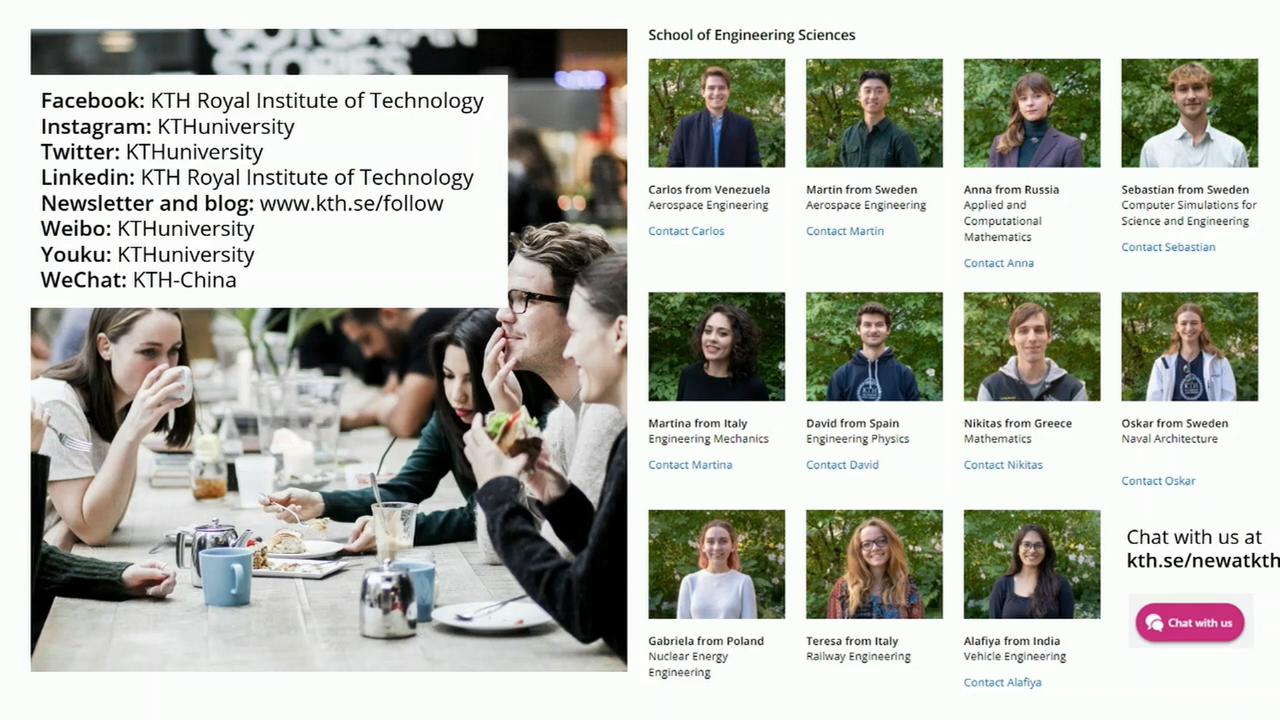 STORIES
Facebook: KTH Royal Institute of Technology
Instagram: KTHuniversity
Twitter: KTHuniversity
Linkedin: KTH Royal Institute of Technology
Newsletter and blog: www.kth.se/follow
Weibo: KTHuniversity
Youku: KTHuniversity
WeChat: KTH-China
School of Engineering Sciences
Carlos from Venezuela
Aerospace Engineering
Contact Carlos
Martin from Sweden
Aerospace Engineering
Contact Martin
Anna from Russia
Applied and
Computational
Mathematics
Contact Anna
Sebastian from Sweden
Computer Simulations for
Science and Engineering
Contact Sebastian
Martina from Italy
Engineering Mechanics
Contact Martina
David from Spain
Engineering Physics
Contact David
Nikitas from Greece
Mathematics
Contact Nikitas
Oskar from Sweden
Naval Architecture
Contact Oskar
Gabriela from Poland
Nuclear Energy
Engineering
Teresa from Italy
Railway Engineering
Alafiya from India
Vehicle Engineering
Contact Alafiya
Chat with us at
kth.se/newatkth
Chat with us